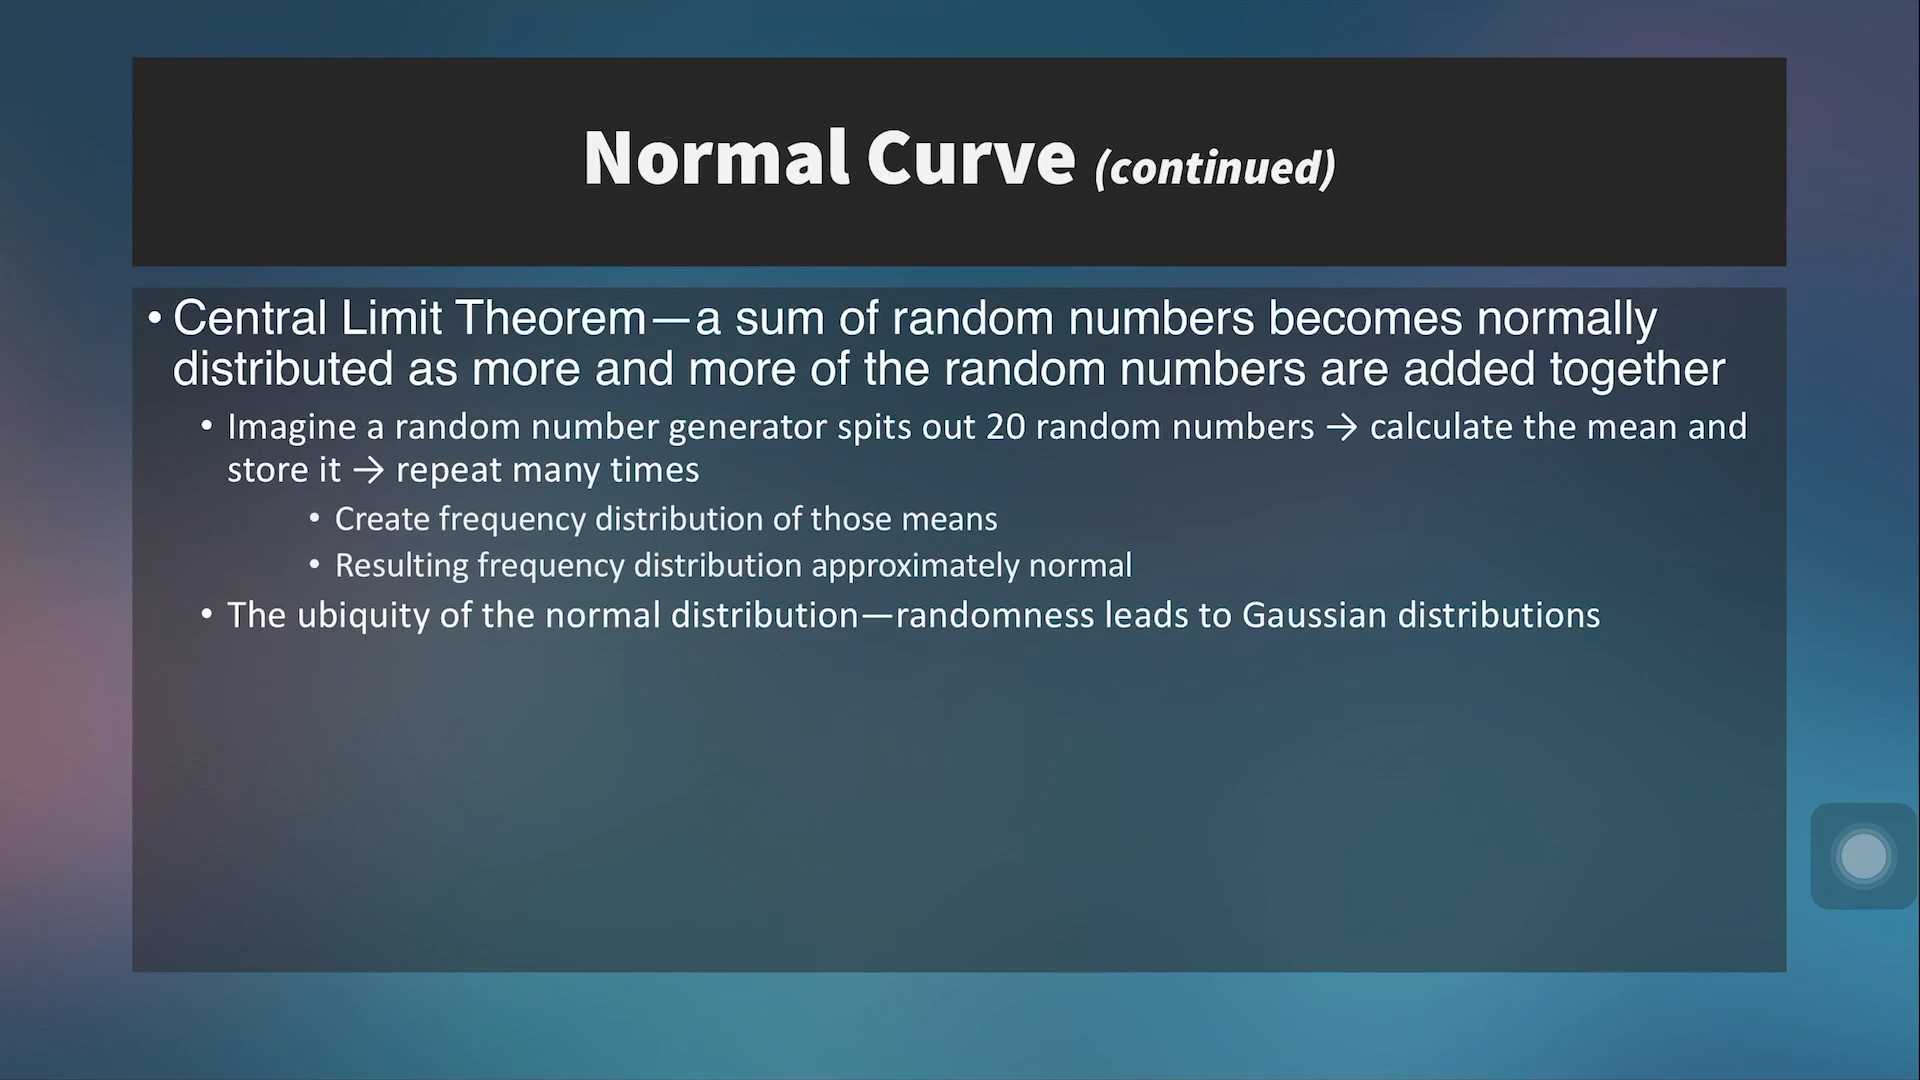 Normal Curve (continued)
• Central Limit Theorem—a sum of random numbers becomes normally
distributed as more and more of the random numbers are added together
• Imagine a random number generator spits out 20 random numbers → calculate the mean and
store it → repeat many times
• Create frequency distribution of those means
• Resulting frequency distribution approximately normal
• The ubiquity of the normal distribution—randomness leads to Gaussian distributions